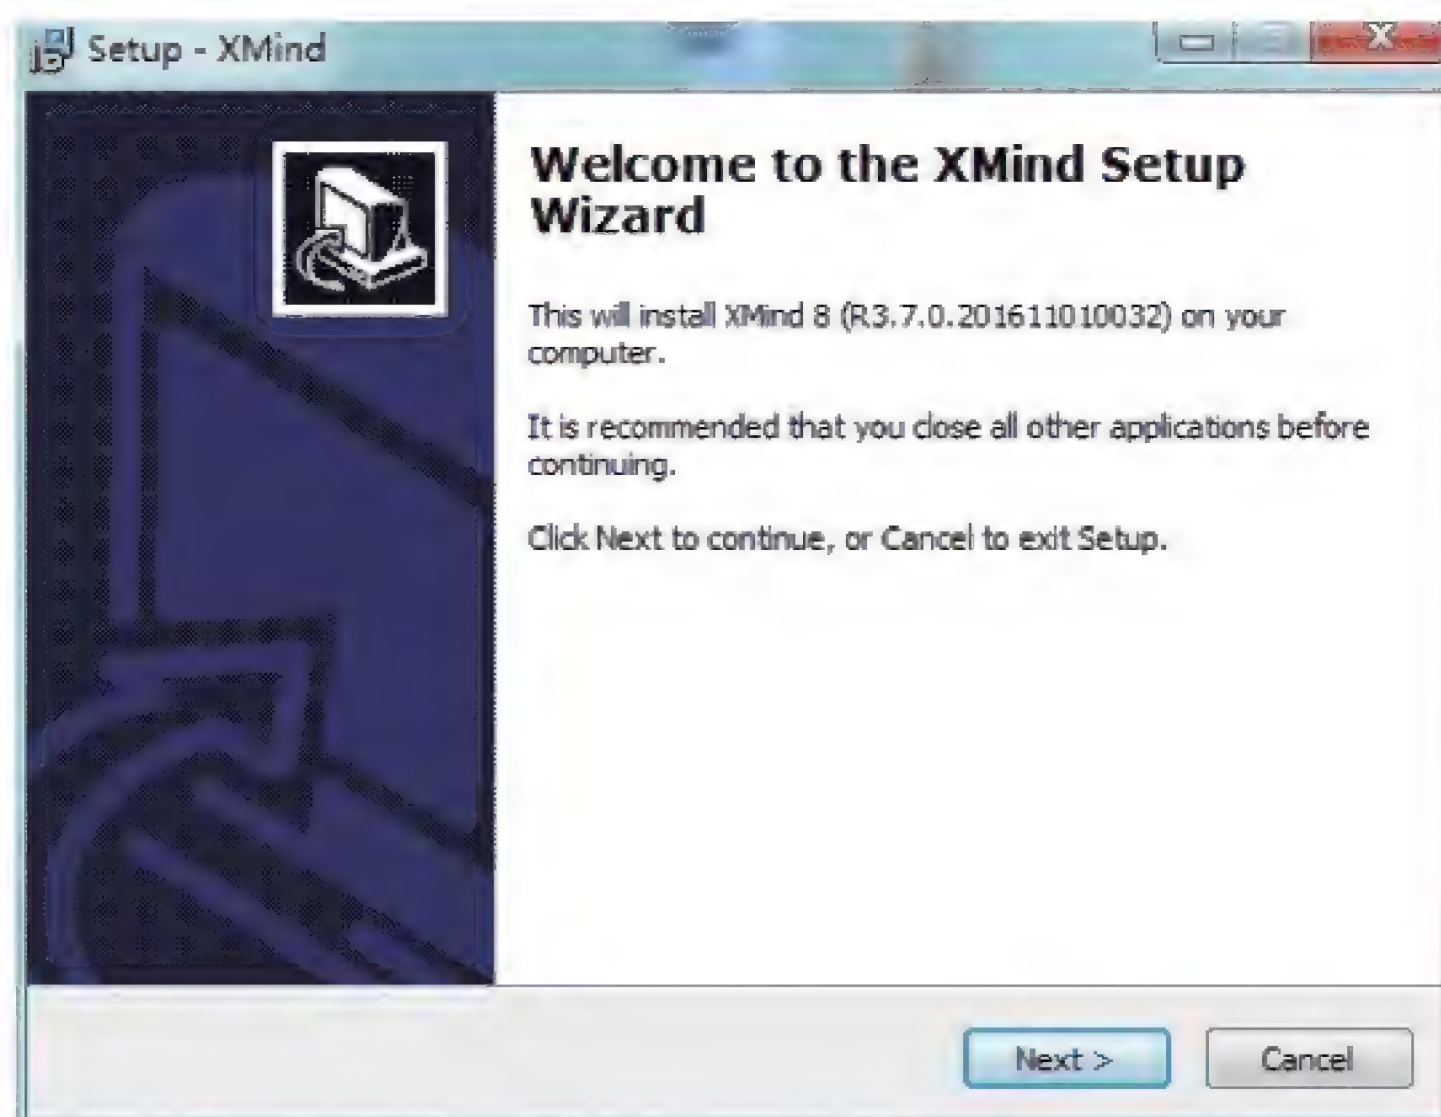 Setup - XMind
Welcome to the XMind Setup
Wizard
This will install XMind 8 (R3.7.0.201611010032) on your
computer.
It is recommended that you close all other applications before
continuing.
Click Next to continue, or Cancel to exit Setup.
Next >
Cancel